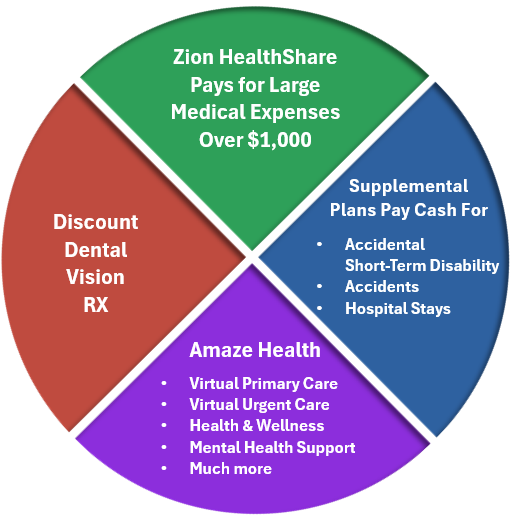 Zion HealthShare
Pays for Large
Medical Expenses
Over $1,000
Supplemental
Plans Pay Cash For
• Accidental
Short-Term Disability
• Accidents
• Hospital Stays
Discount
Dental
Vision
RX
Amaze Health
• Virtual Primary Care
• Virtual Urgent Care
• Health & Wellness
• Mental Health Support
• Much more